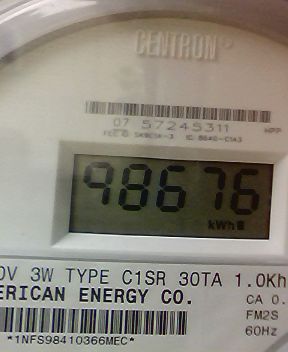 CENTRON®
07 57245311
HPP
98676
kWh
0V 3W TYPE C1SR 30TA 1.0Kh
ERICAN ENERGY CO.
CA 0.
FM2S
60Hz
*1NFS98410366MEC*